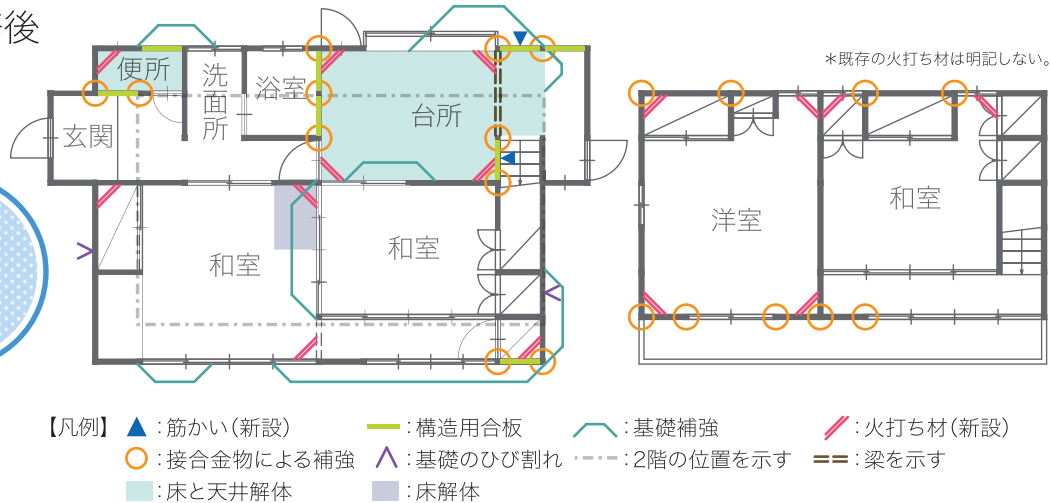 後
*既存の火打ち材は明記しない。
便所
洗面所
浴室
台所
玄関
和室
和室
洋室
和室
【凡例】
:筋かい(新設)
:構造用合板
:基礎補強
:火打ち材(新設)
:接合金物による補強
:基礎のひび割れ
:2階の位置を示す
:梁を示す
:床と天井解体
:床解体